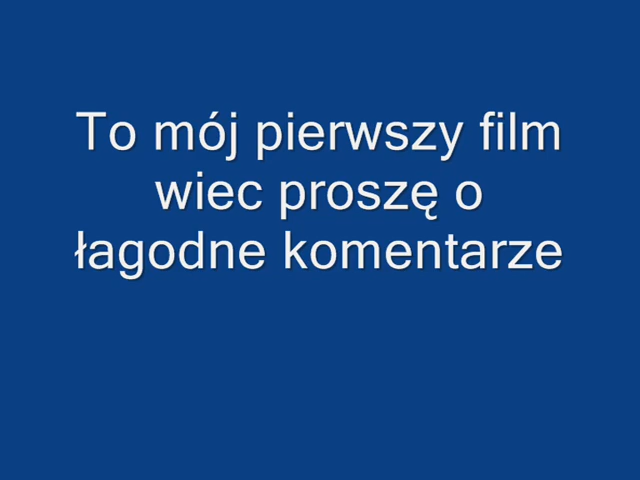 To mój pierwszy film
wiec proszę o
łagodne komentarze